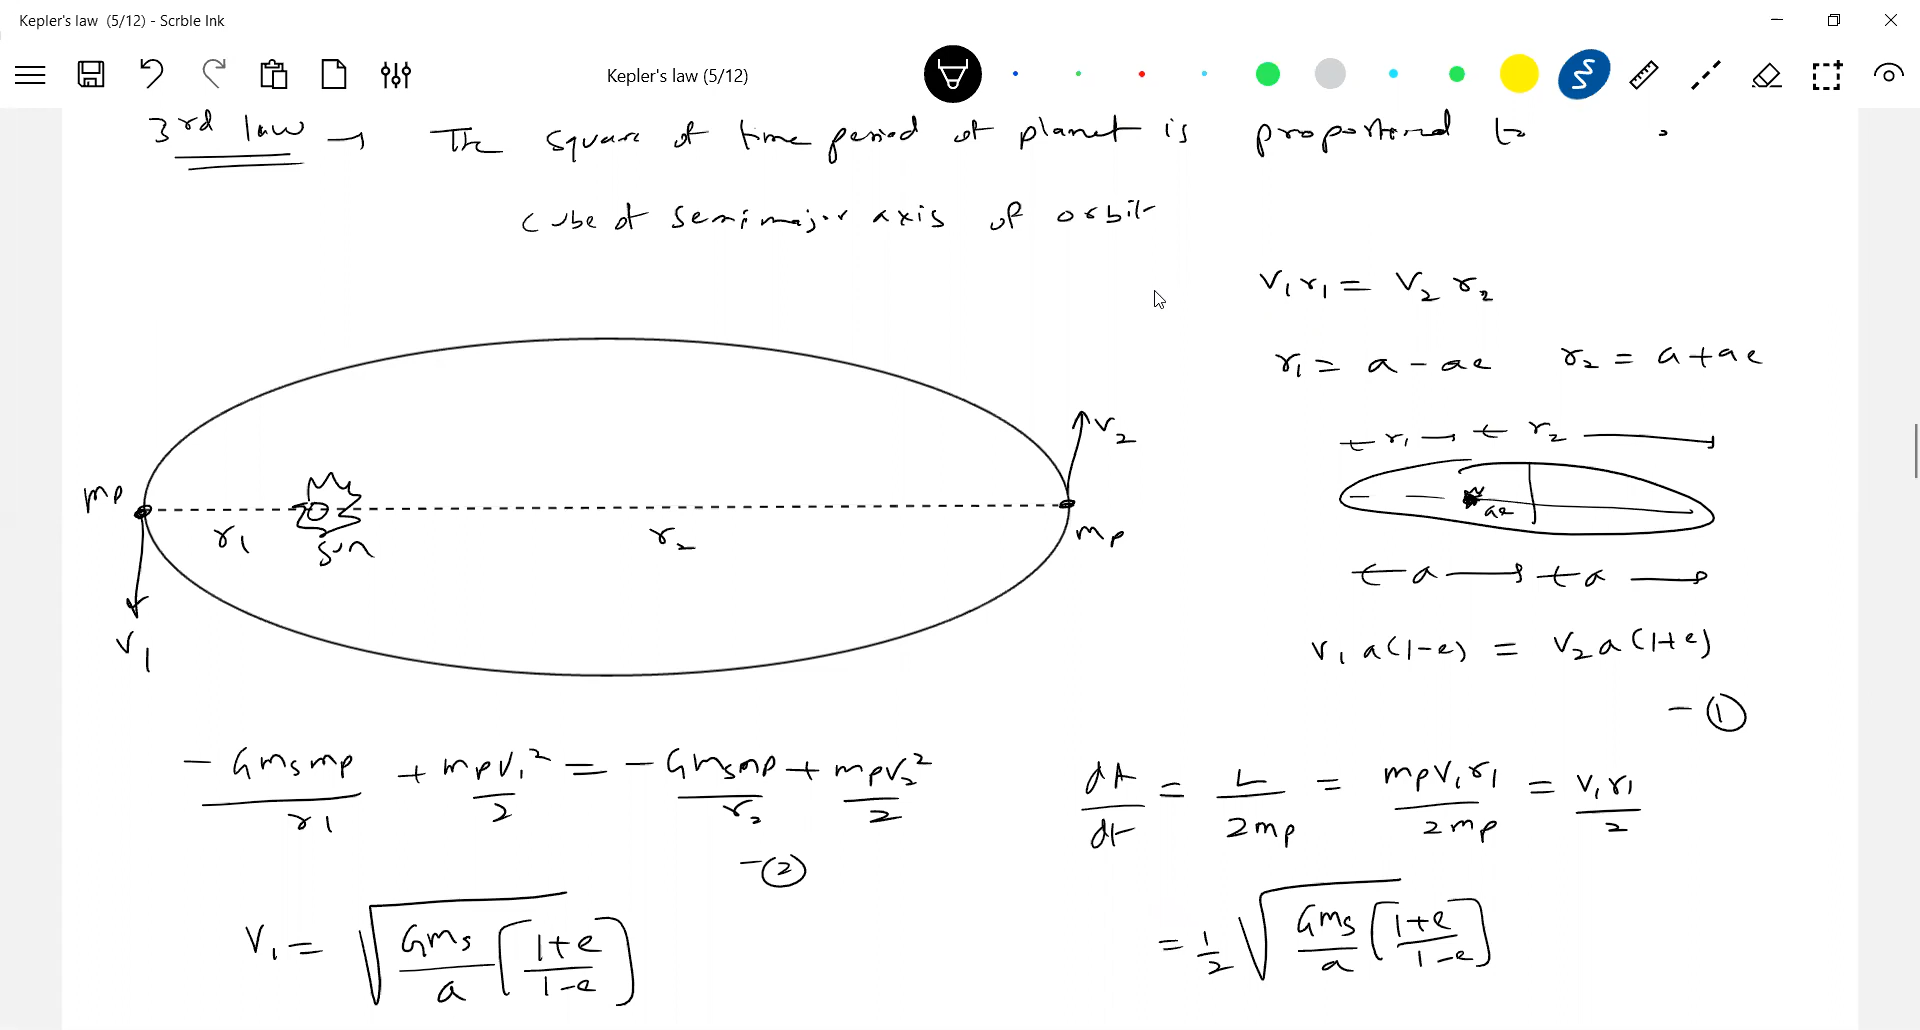 Kepler's law (5/12) - Scrble Ink
Kepler's law (5/12)
3rd law → The square of time period of planet is proportional to
cube of semimajor axis of orbit
v₁r₁ = v₂r₂
r₁ = a - ae r₂ = a + ae
r₁ r₂
ae
a a
v₁ a(1-e) = v₂ a(1+e)
- ①
mp
r₁
sun
r₂
mp
v₁
v₂
- Gmsmp/r₁ + mpv₁²/2 = - Gmsmp/r₂ + mpv₂²/2
- ②
dA/dt = L/2mp = mpv₁r₁/2mp = v₁r₁/2
v₁ = √(Gms/a [1+e/1-e])
= 1/2 √(Gms/a [1+e/1-e])